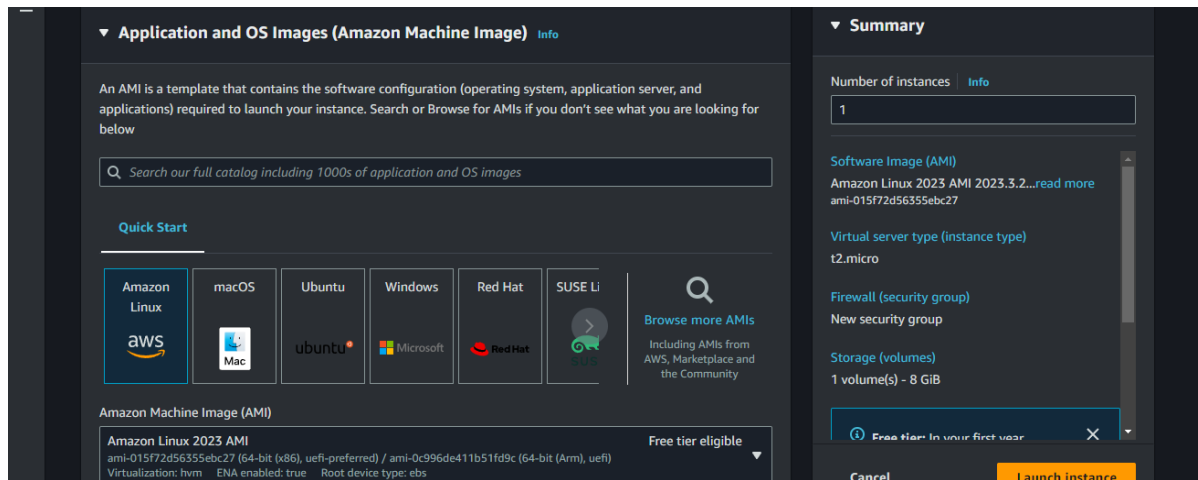 Application and OS Images (Amazon Machine Image) Info
An AMI is a template that contains the software configuration (operating system, application server, and
applications) required to launch your instance. Search or Browse for AMIs if you don't see what you are looking for
below
Search our full catalog including 1000s of application and OS images
Quick Start
Amazon
Linux
aws
macOS
Mac
Ubuntu
ubuntu
Windows
Microsoft
Red Hat
Red Hat
SUSE Li
SUS
Browse more AMIs
Including AMIs from
AWS, Marketplace and
the Community
Amazon Machine Image (AMI)
Amazon Linux 2023 AMI
Free tier eligible
ami-015f72d56355ebc27 (64-bit (x86), uefi-preferred) / ami-0c996de411b51fd9c (64-bit (Arm), uefi)
Virtualization: hvm ENA enabled: true Root device type: ebs
Summary
Number of instances Info
1
Software Image (AMI)
Amazon Linux 2023 AMI 2023.3.2...read more
ami-015f72d56355ebc27
Virtual server type (instance type)
t2.micro
Firewall (security group)
New security group
Storage (volumes)
1 volume(s) - 8 GiB
Free tier: In your first year
Cancel
Launch instance